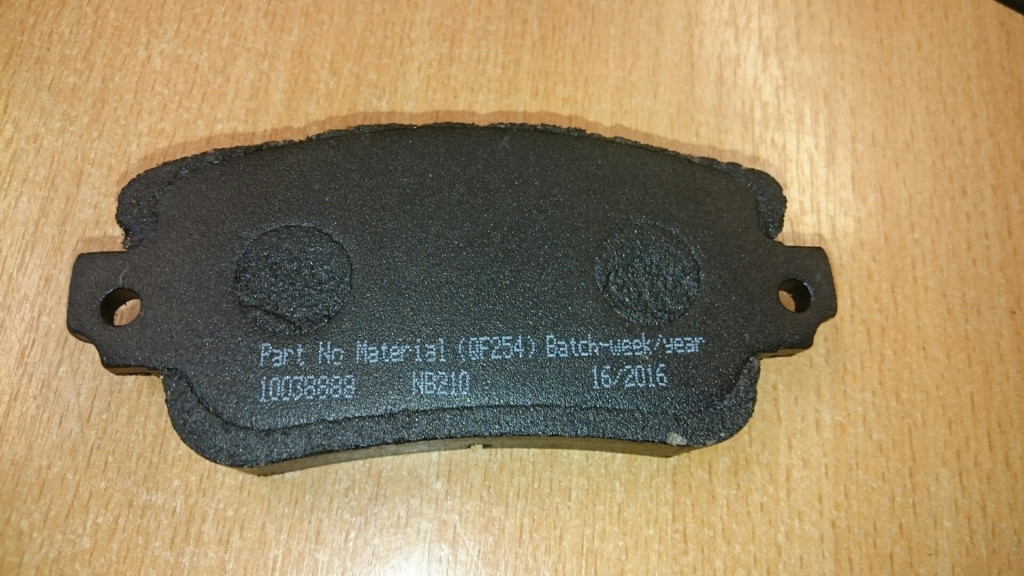 Part No Material (QF254) Batch-week/year
10038888 NB210 16/2016